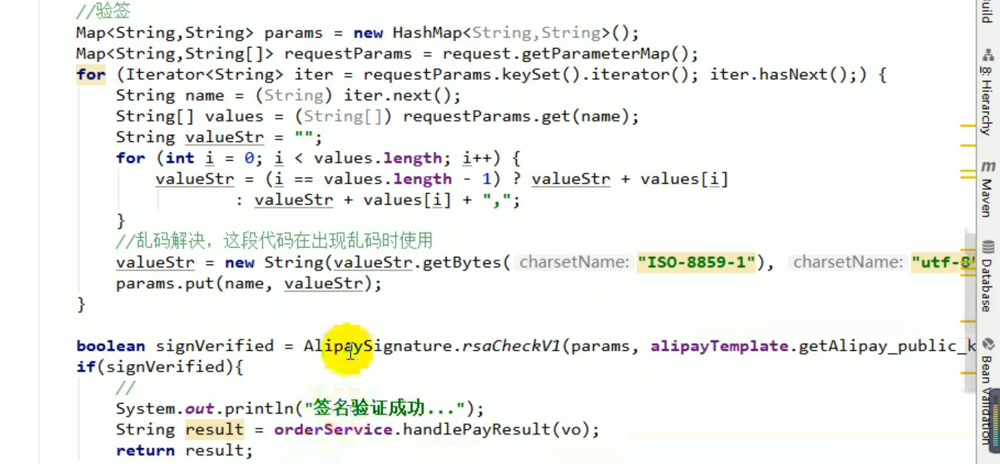 //验签
Map<String,String> params = new HashMap<String,String>();
Map<String,String[]> requestParams = request.getParameterMap();
for (Iterator<String> iter = requestParams.keySet().iterator(); iter.hasNext();) {
String name = (String) iter.next();
String[] values = (String[]) requestParams.get(name);
String valueStr = "";
for (int i = 0; i < values.length; i++) {
valueStr = (i == values.length - 1) ? valueStr + values[i]
: valueStr + values[i] + ",";
}
//乱码解决，这段代码在出现乱码时使用
valueStr = new String(valueStr.getBytes( charsetName: "ISO-8859-1"), charsetName: "utf-8"
params.put(name, valueStr);
}
boolean signVerified = AlipaySignature.rsaCheckV1(params, alipayTemplate.getAlipay_public_k
if(signVerified){
//
System.out.println("签名验证成功...");
String result = orderService.handlePayResult(vo);
return result;
uild
8: Hierarchy
m Maven
Database
Bean Validation